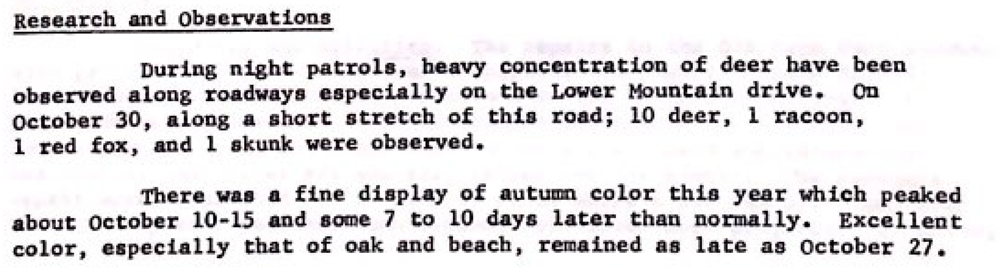 Research and Observations
During night patrols, heavy concentration of deer have been
observed along roadways especially on the Lower Mountain drive. On
October 30, along a short stretch of this road; 10 deer, 1 racoon,
1 red fox, and 1 skunk were observed.
There was a fine display of autumn color this year which peaked
about October 10-15 and some 7 to 10 days later than normally. Excellent
color, especially that of oak and beach, remained as late as October 27.